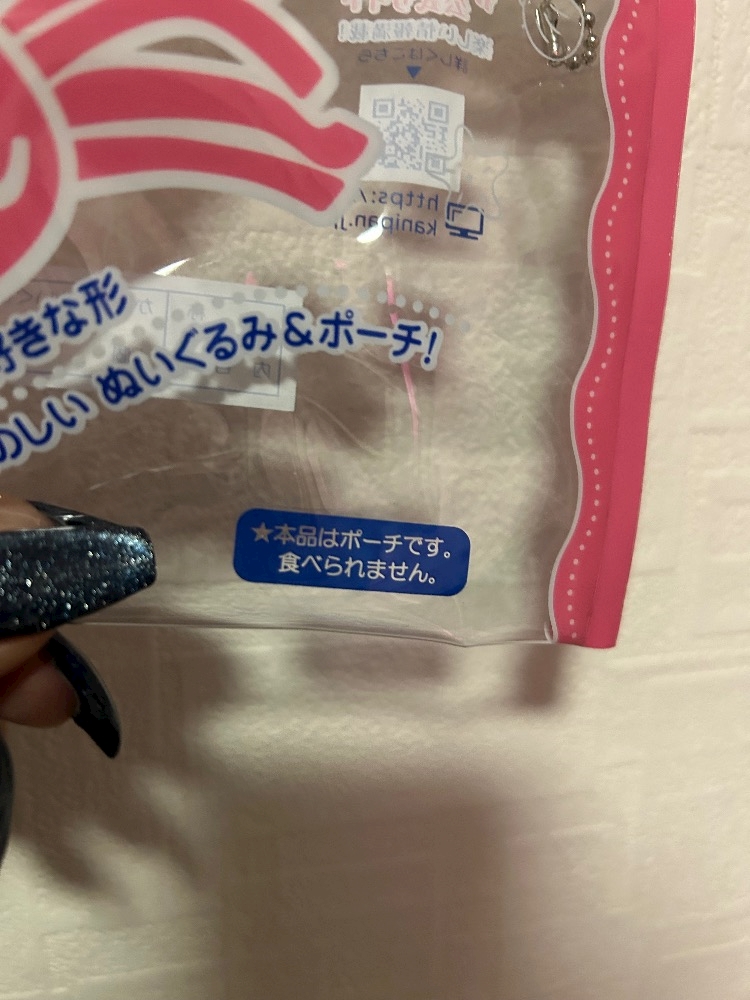 楽しい情報満載!
詳しくはこちら
https:/
kanipan.j
好きな形
のしい ぬいぐるみ&ポーチ!
★本品はポーチです。
食べられません。